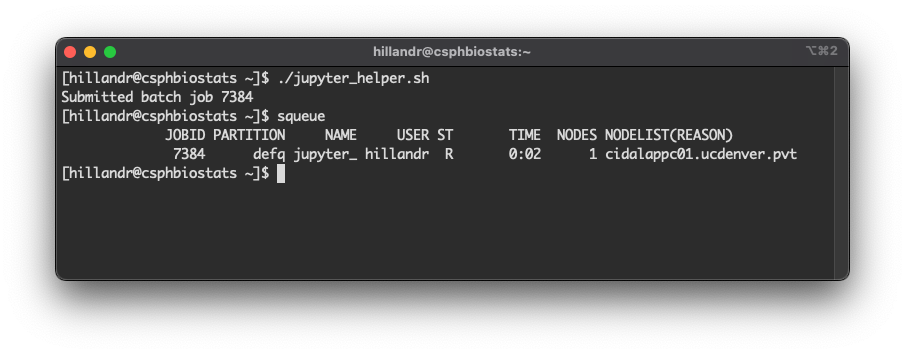 hillandr@csphbiostats:~ ⌥⌘2
[hillandr@csphbiostats ~]$ ./jupyter_helper.sh
Submitted batch job 7384
[hillandr@csphbiostats ~]$ squeue
JOBID PARTITION NAME USER ST TIME NODES NODELIST(REASON)
7384 defq jupyter_ hillandr R 0:02 1 cidalappc01.ucdenver.pvt
[hillandr@csphbiostats ~]$